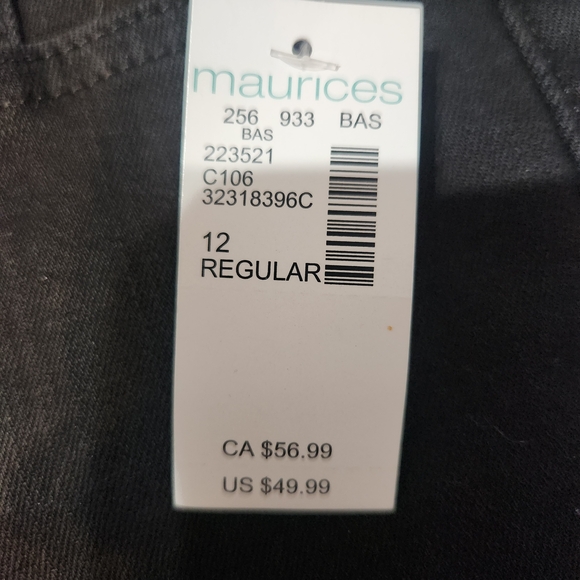 maurices
256 933 BAS
BAS
223521
C106
32318396C
12
REGULAR
CA $56.99
US $49.99